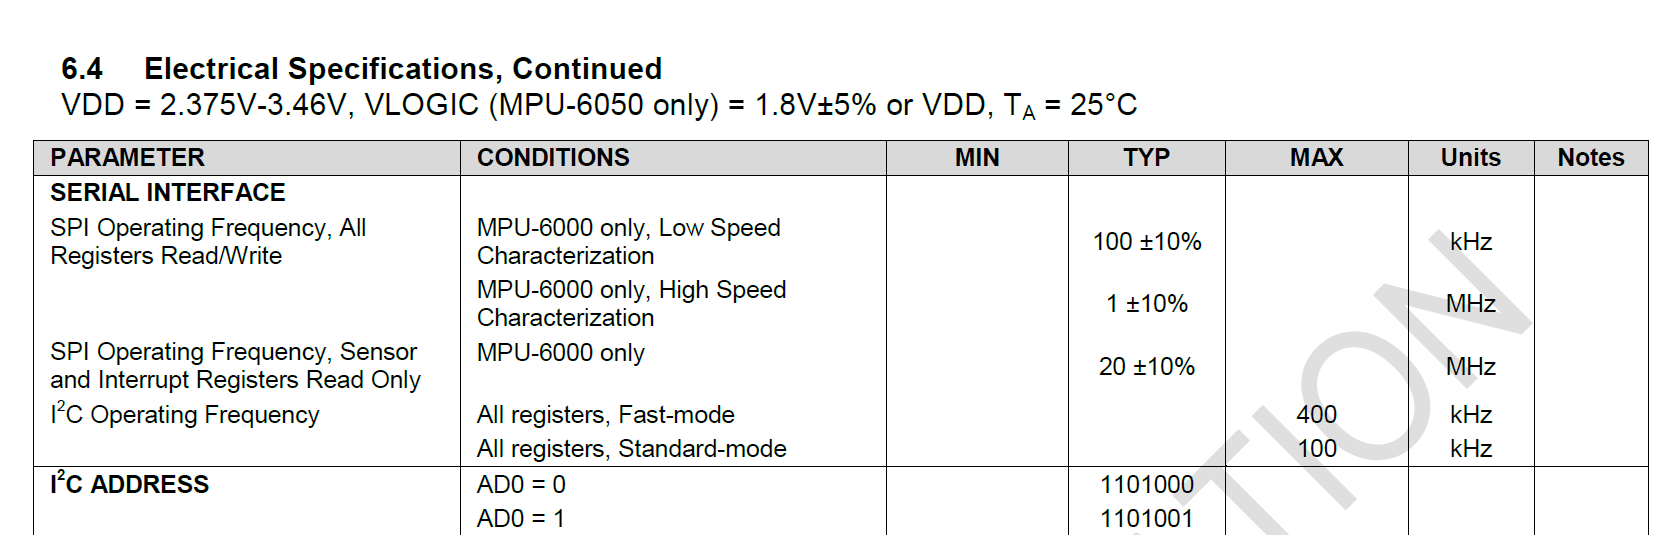 6.4 Electrical Specifications, Continued
VDD = 2.375V-3.46V, VLOGIC (MPU-6050 only) = 1.8V±5% or VDD, TA = 25°C
PARAMETER CONDITIONS MIN TYP MAX Units Notes
SERIAL INTERFACE
SPI Operating Frequency, All Registers Read/Write MPU-6000 only, Low Speed Characterization 100 ±10% kHz
MPU-6000 only, High Speed Characterization 1 ±10% MHz
SPI Operating Frequency, Sensor and Interrupt Registers Read Only MPU-6000 only 20 ±10% MHz
I²C Operating Frequency All registers, Fast-mode 400 kHz
All registers, Standard-mode 100 kHz
I²C ADDRESS AD0 = 0 1101000
AD0 = 1 1101001
TION